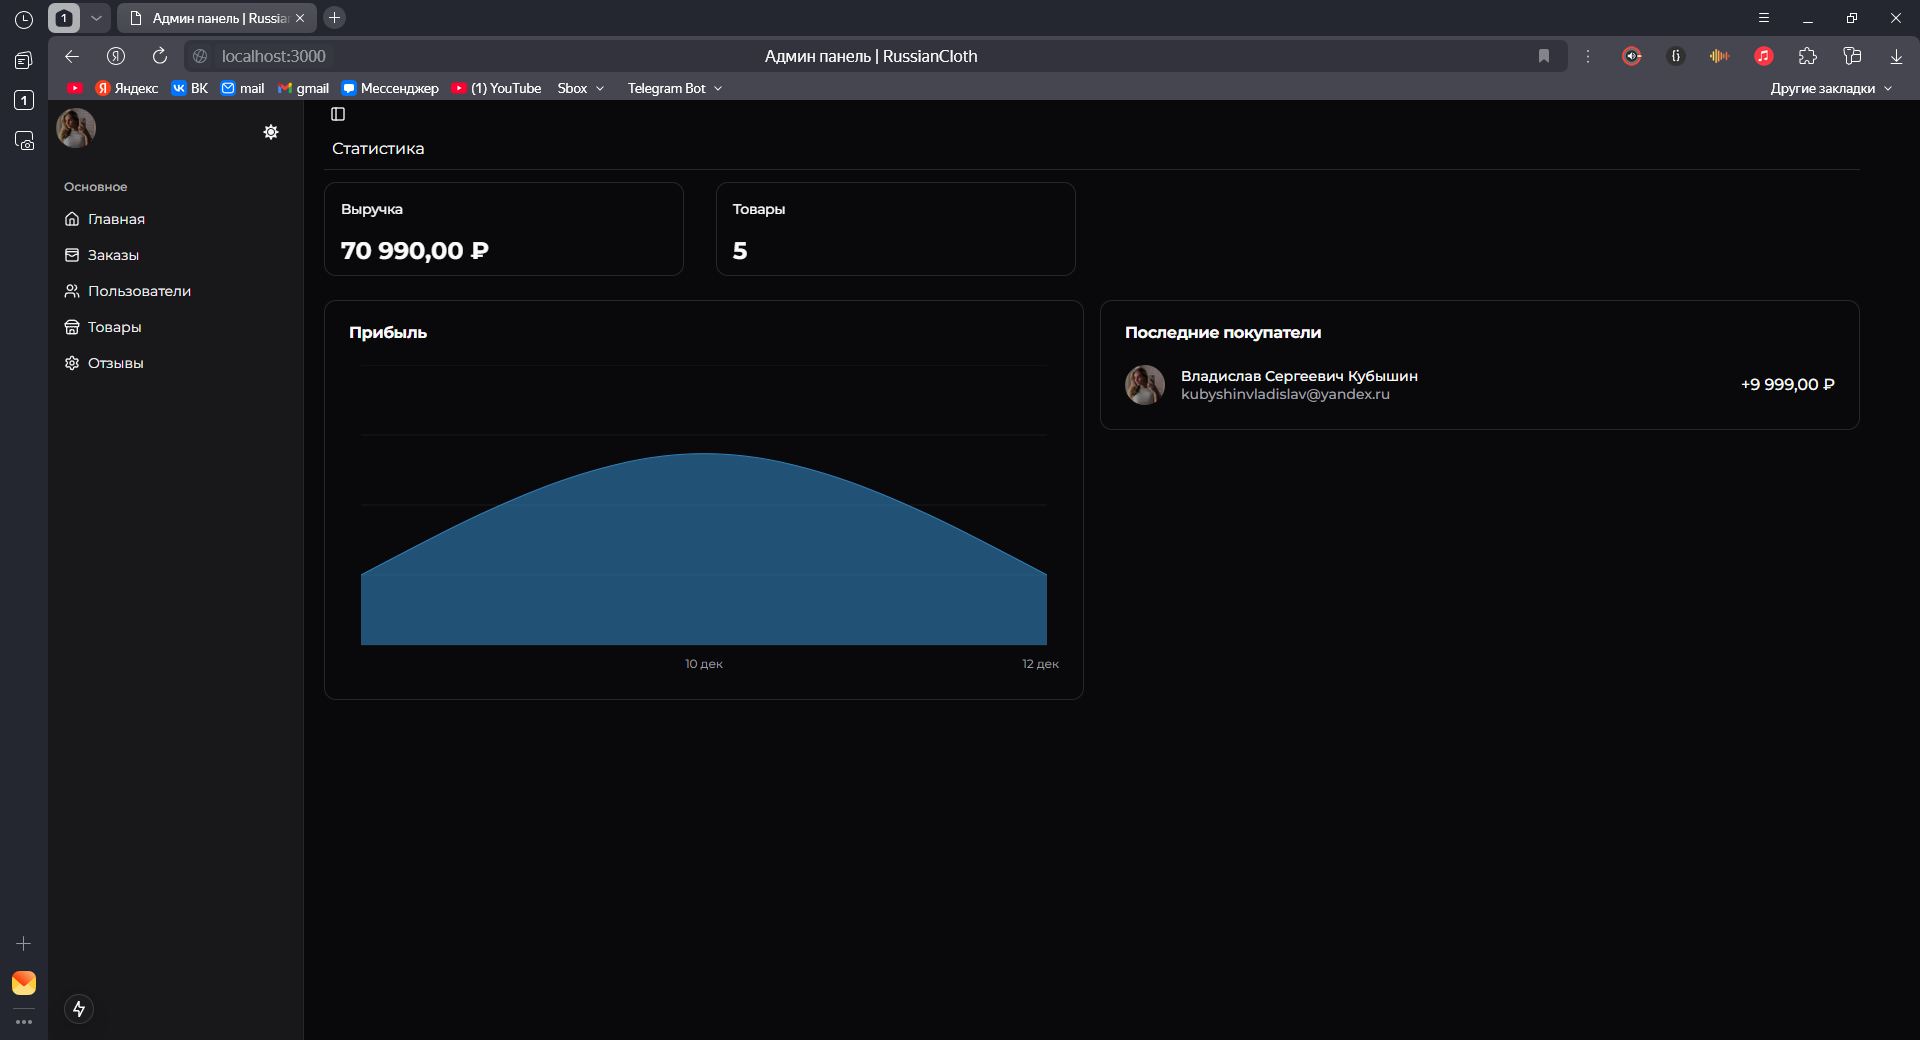 1
Админ панель | Russian
localhost:3000
Админ панель | RussianCloth
Яндекс
ВК
mail
gmail
Мессенджер
(1) YouTube
Sbox
Telegram Bot
Другие закладки
1
Статистика
Основное
Главная
Заказы
Пользователи
Товары
Отзывы
Выручка
70 990,00 ₽
Товары
5
Прибыль
10 дек
12 дек
Последние покупатели
Владислав Сергеевич Кубышин
kubyshinvladislav@yandex.ru
+9 999,00 ₽